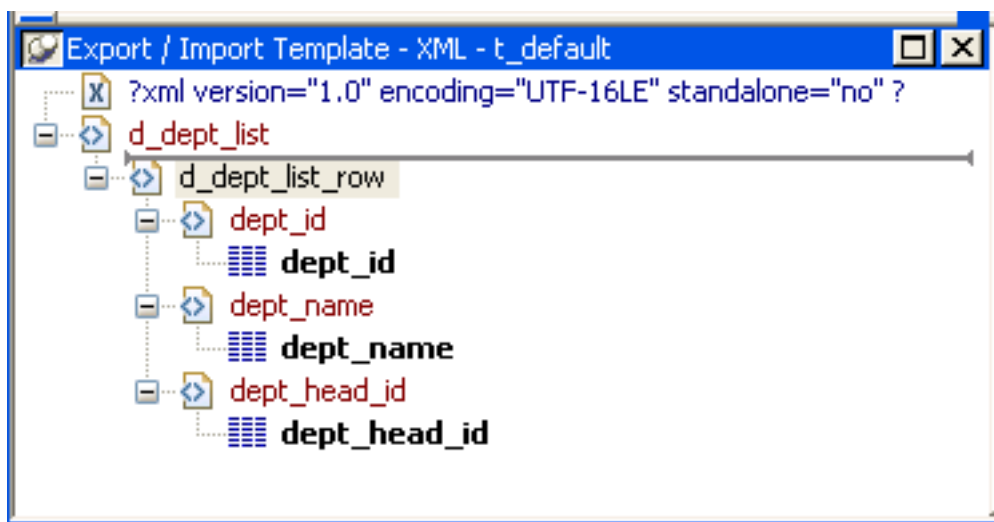 Export / Import Template - XML - t_default
?xml version="1.0" encoding="UTF-16LE" standalone="no" ?
d_dept_list
d_dept_list_row
dept_id
dept_id
dept_name
dept_name
dept_head_id
dept_head_id